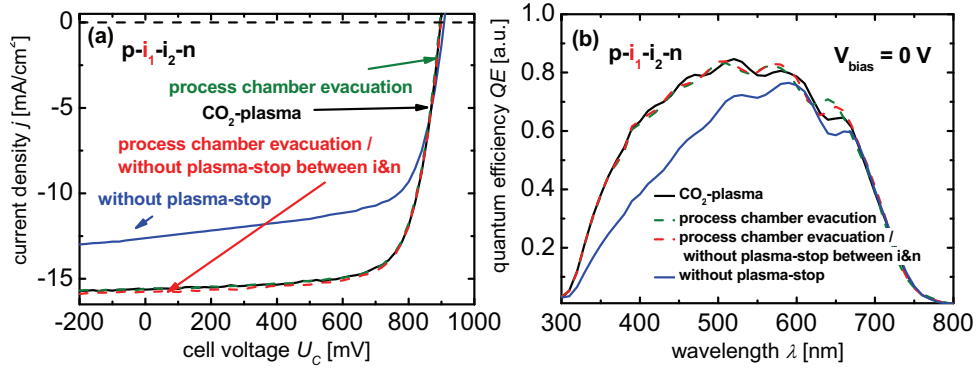 (a)
p-i₁-i₂-n
process chamber evacuation
CO₂-plasma
process chamber evacuation /
without plasma-stop between i&n
without plasma-stop
current density j [mA/cm²]
0
-5
-10
-15
-200 0 200 400 600 800 1000
cell voltage U_C [mV]
(b)
p-i₁-i₂-n
V_bias = 0 V
quantum efficiency QE [a.u.]
1.0
0.8
0.6
0.4
0.2
CO₂-plasma
process chamber evacution
process chamber evacuation /
without plasma-stop between i&n
without plasma-stop
300 400 500 600 700 800
wavelength λ [nm]